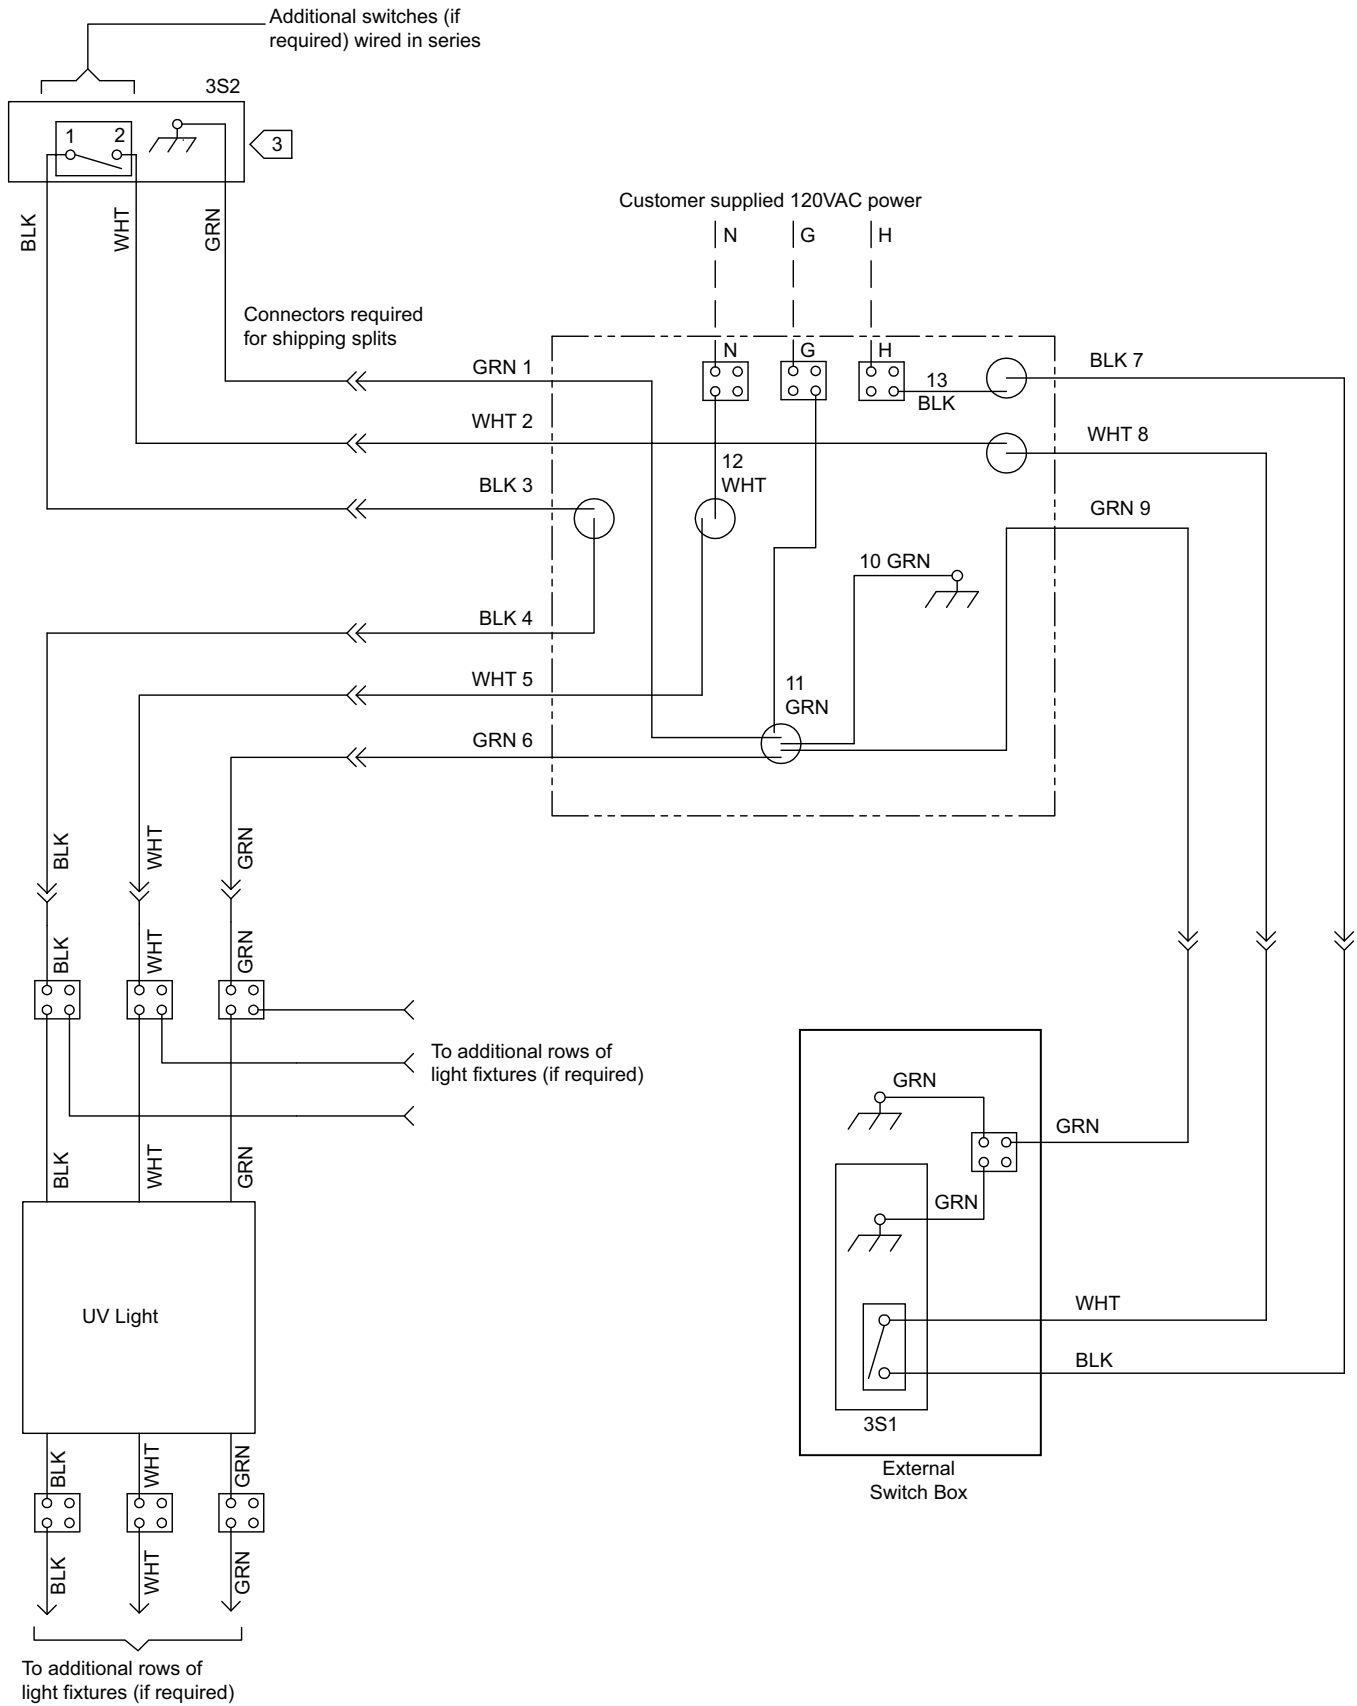 Additional switches (if
required) wired in series
3S2
1 2
3
BLK
WHT
GRN
Customer supplied 120VAC power
N G H
Connectors required
for shipping splits
N G H
GRN 1
13
BLK
BLK 7
WHT 2
WHT 8
12
WHT
BLK 3
GRN 9
10 GRN
BLK 4
WHT 5
11
GRN
GRN 6
BLK
WHT
GRN
BLK
WHT
GRN
To additional rows of
light fixtures (if required)
GRN
GRN
BLK
WHT
GRN
GRN
UV Light
WHT
BLK
3S1
External
Switch Box
BLK
WHT
GRN
BLK
WHT
GRN
To additional rows of
light fixtures (if required)